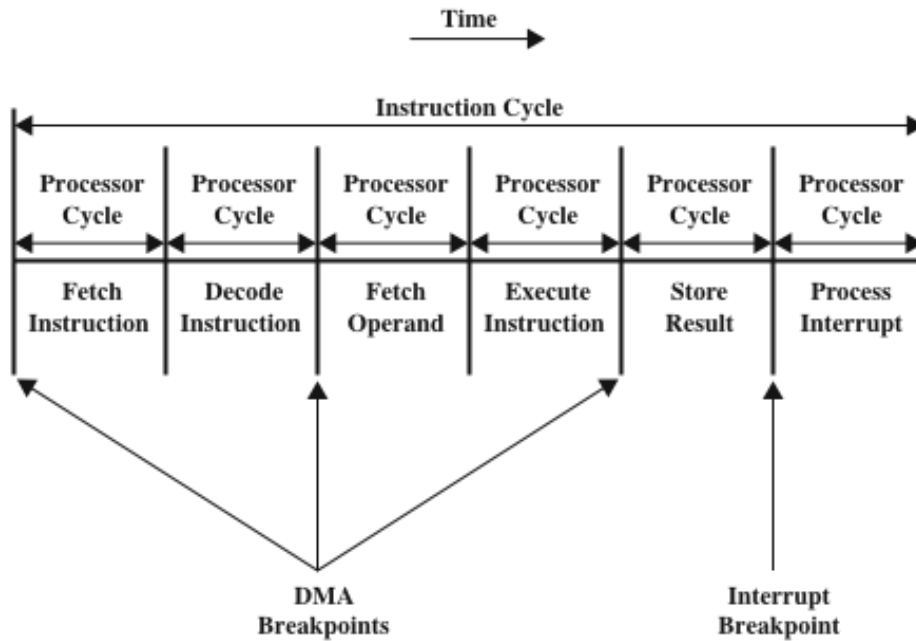 Time
Instruction Cycle
Processor Cycle
Processor Cycle
Processor Cycle
Processor Cycle
Processor Cycle
Processor Cycle
Fetch Instruction
Decode Instruction
Fetch Operand
Execute Instruction
Store Result
Process Interrupt
DMA
Breakpoints
Interrupt
Breakpoint